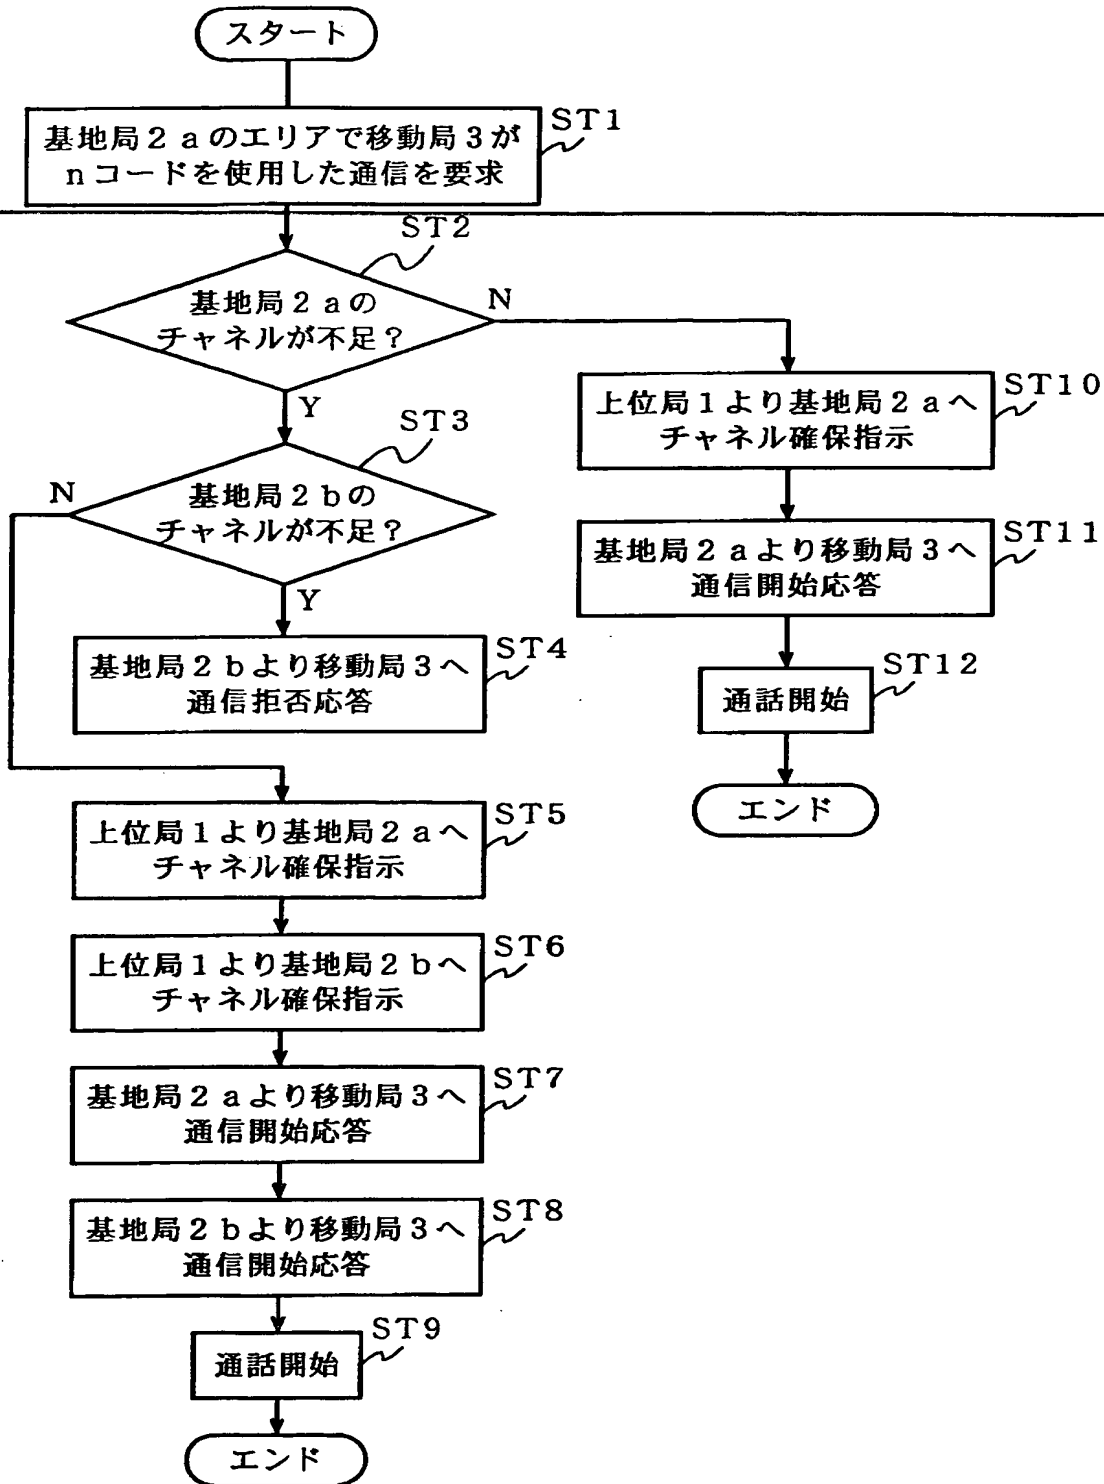 スタート
ST1
基地局2aのエリアで移動局3が
nコードを使用した通信を要求
ST2
基地局2aの
チャネルが不足?
N
Y
ST3
基地局2bの
チャネルが不足?
N
Y
ST4
基地局2bより移動局3へ
通信拒否応答
ST5
上位局1より基地局2aへ
チャネル確保指示
ST6
上位局1より基地局2bへ
チャネル確保指示
ST7
基地局2aより移動局3へ
通信開始応答
ST8
基地局2bより移動局3へ
通信開始応答
ST9
通話開始
エンド
ST10
上位局1より基地局2aへ
チャネル確保指示
ST11
基地局2aより移動局3へ
通信開始応答
ST12
通話開始
エンド